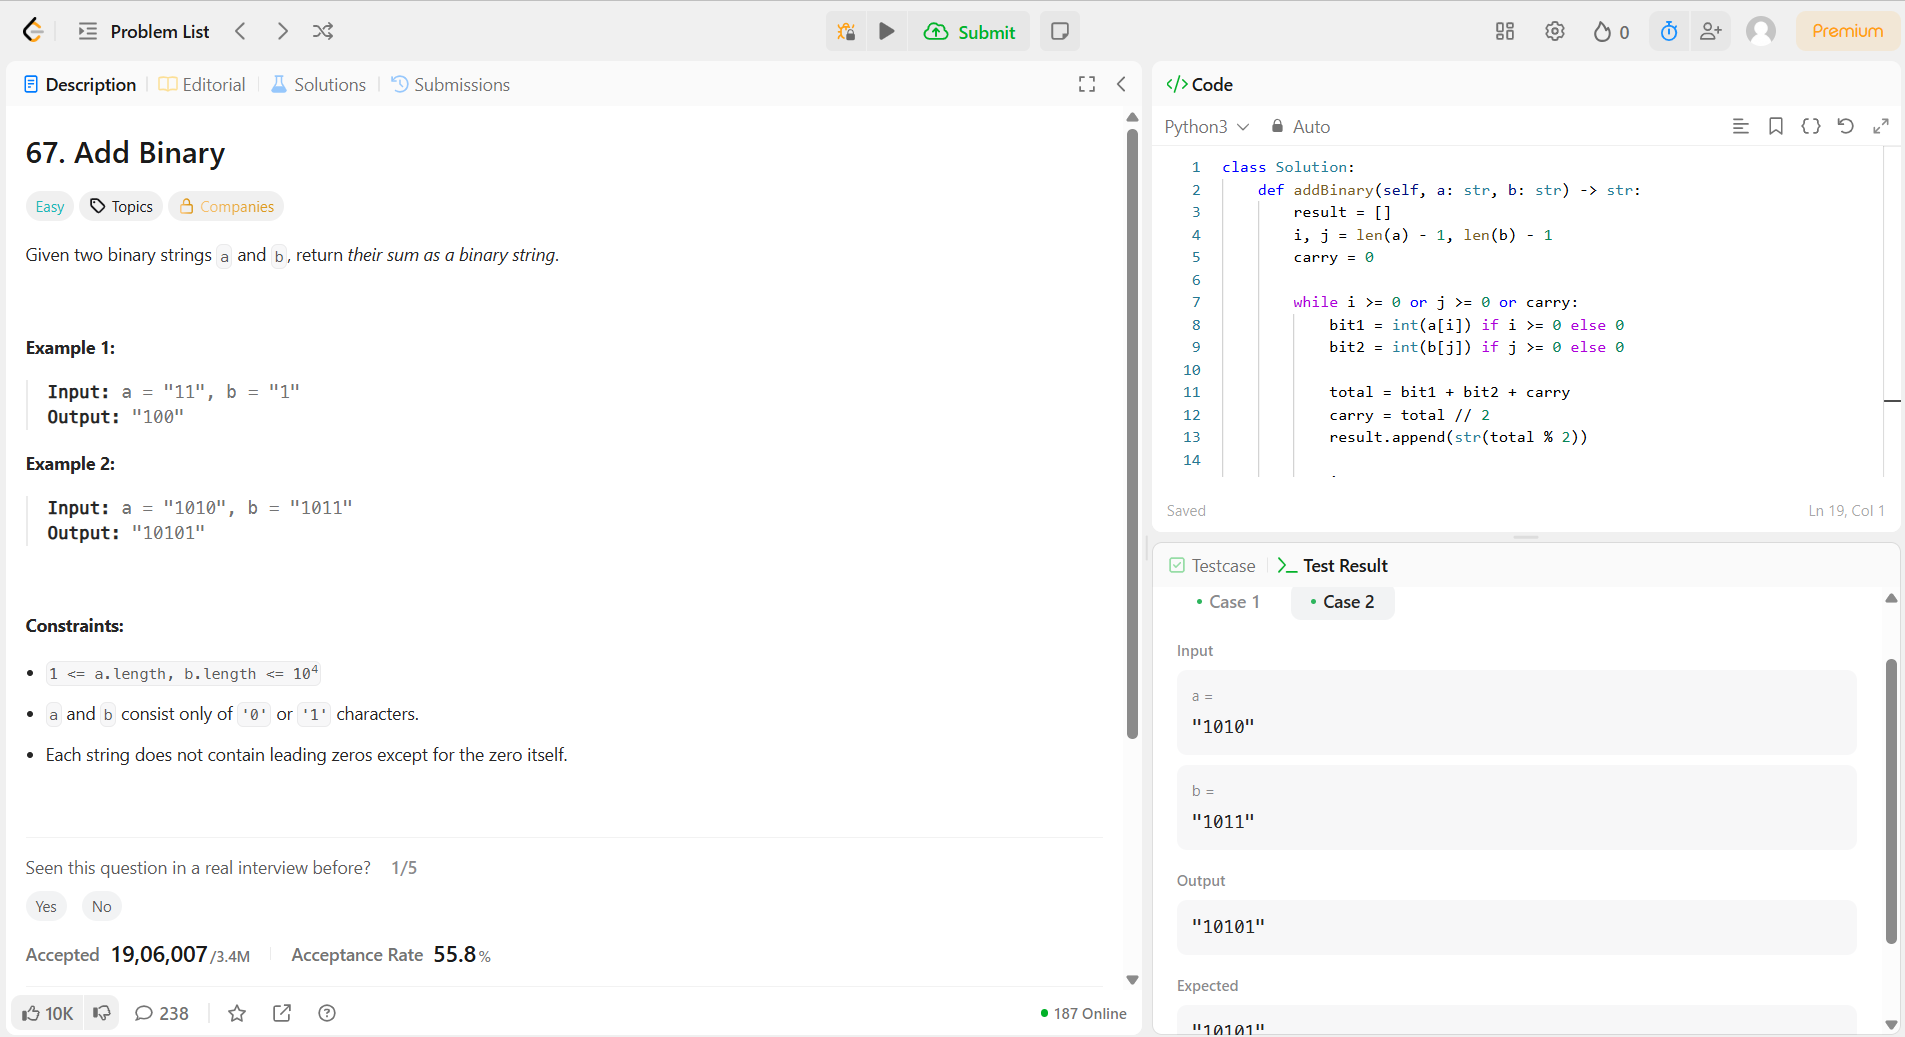 Problem List
Submit
0
Premium
Description
Editorial
Solutions
Submissions
67. Add Binary
Easy
Topics
Companies
Given two binary strings a and b, return their sum as a binary string.
Example 1:
Input: a = "11", b = "1"
Output: "100"
Example 2:
Input: a = "1010", b = "1011"
Output: "10101"
Constraints:
• 1 <= a.length, b.length <= 10⁴
• a and b consist only of '0' or '1' characters.
• Each string does not contain leading zeros except for the zero itself.
Seen this question in a real interview before? 1/5
Yes No
Accepted 19,06,007/3.4M Acceptance Rate 55.8%
10K
238
187 Online
</> Code
Python3
Auto
1 class Solution:
2     def addBinary(self, a: str, b: str) -> str:
3         result = []
4         i, j = len(a) - 1, len(b) - 1
5         carry = 0
6
7         while i >= 0 or j >= 0 or carry:
8             bit1 = int(a[i]) if i >= 0 else 0
9             bit2 = int(b[j]) if j >= 0 else 0
10
11             total = bit1 + bit2 + carry
12             carry = total // 2
13             result.append(str(total % 2))
14
Saved
Ln 19, Col 1
Testcase
Test Result
• Case 1
• Case 2
Input
a =
"1010"
b =
"1011"
Output
"10101"
Expected
"10101"